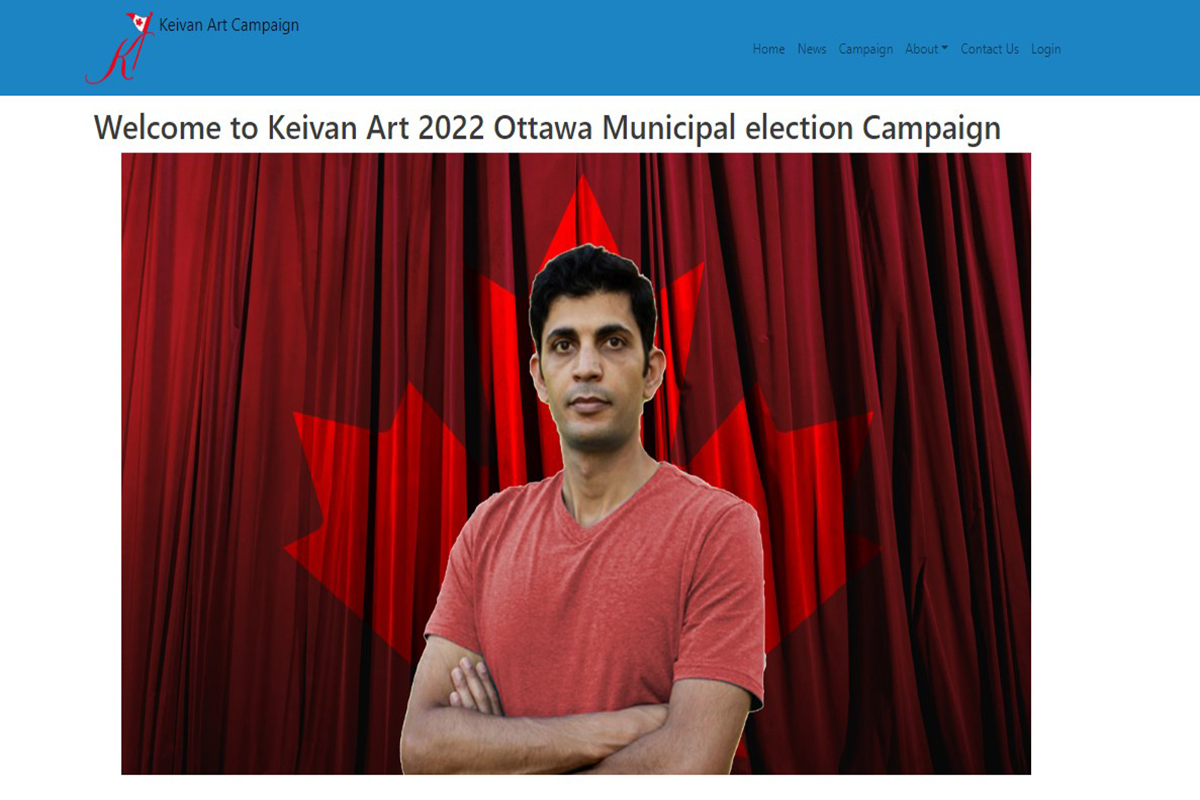 Keivan Art Campaign
Home News Campaign About Contact Us Login
Welcome to Keivan Art 2022 Ottawa Municipal election Campaign